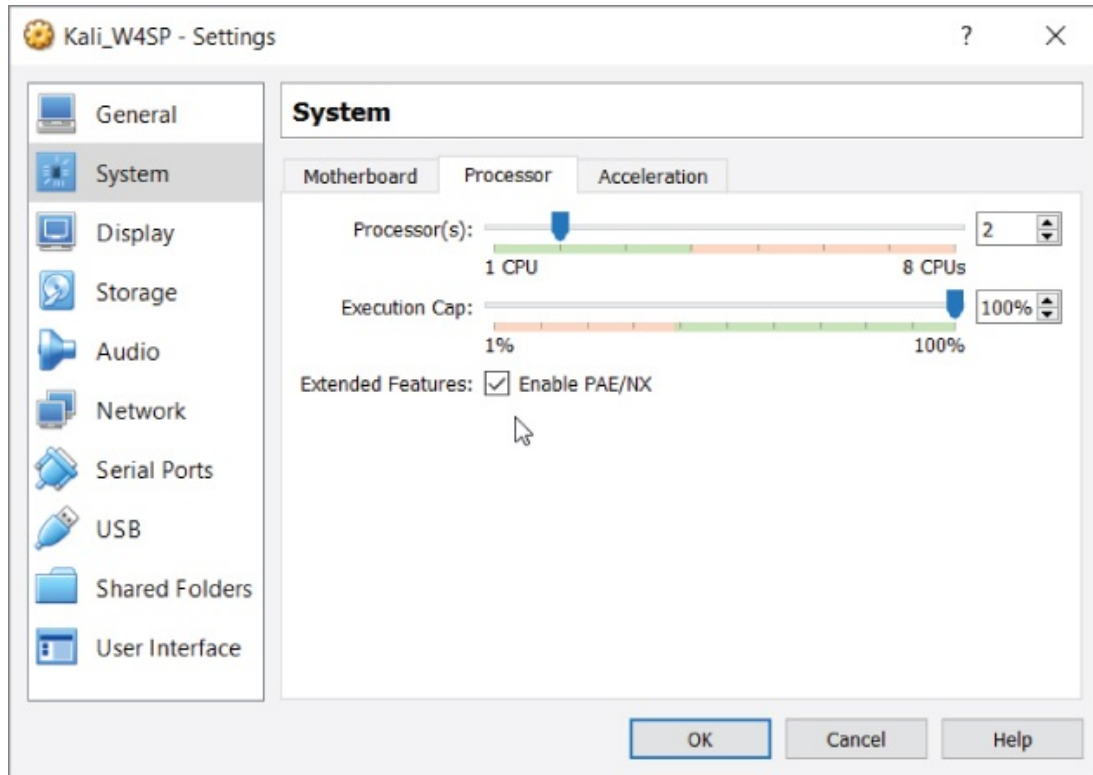 Kali_W4SP - Settings
?
General
System
Display
Storage
Audio
Network
Serial Ports
USB
Shared Folders
User Interface
System
Motherboard Processor Acceleration
Processor(s): 2
1 CPU 8 CPUs
Execution Cap: 100%
1% 100%
Extended Features: Enable PAE/NX
OK Cancel Help